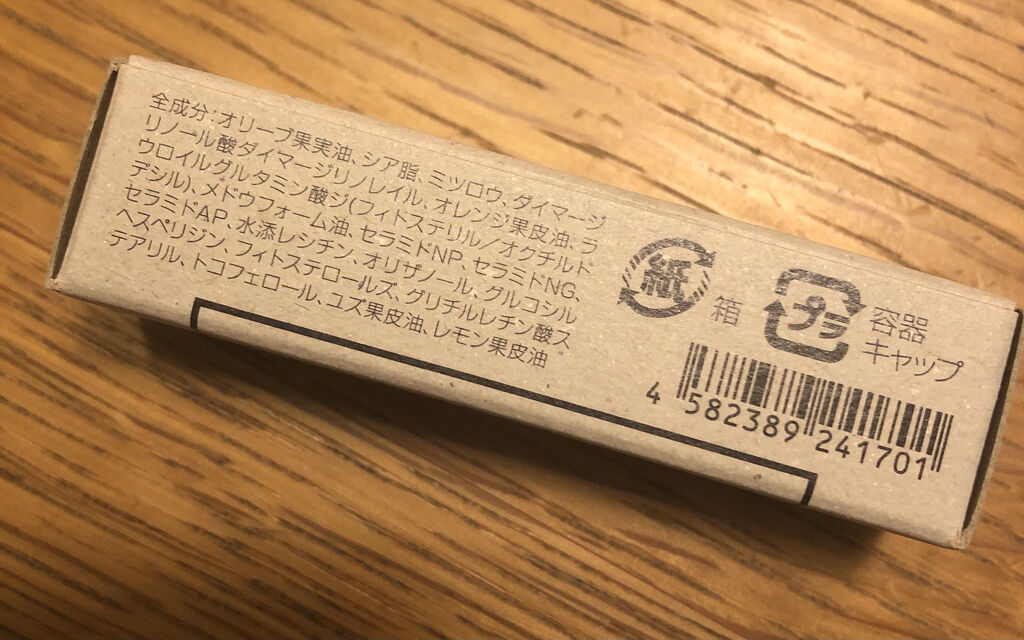 全成分：オリーブ果実油、シア脂、ミツロウ、ダイマージ
リノール酸ダイマージリノレイル、オレンジ果皮油、ラ
ウロイルグルタミン酸ジ(フィトステリル／オクチルド
デシル)、メドウフォーム油、セラミドNP、セラミドNG、
セラミドAP、水添レシチン、オリザノール、グルコシル
ヘスペリジン、フィトステロールズ、グリチルレチン酸ス
テアリル、トコフェロール、ユズ果皮油、レモン果皮油
紙
箱
プラ
容器
キャップ
4 582389 241701